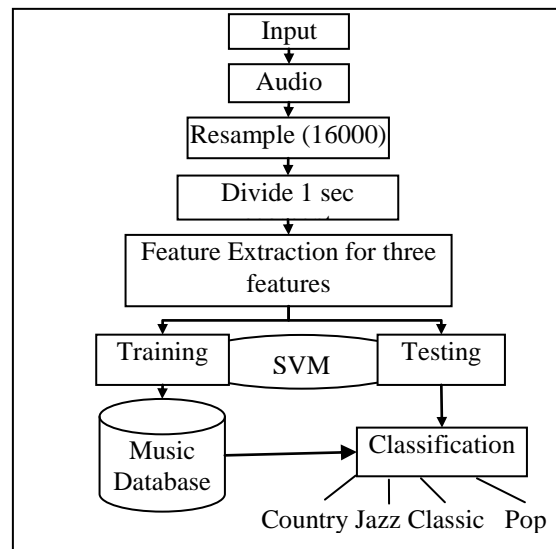 Input
Audio
Resample (16000)
Divide 1 sec
Feature Extraction for three
features
Training
SVM
Testing
Music
Database
Classification
Country Jazz Classic Pop